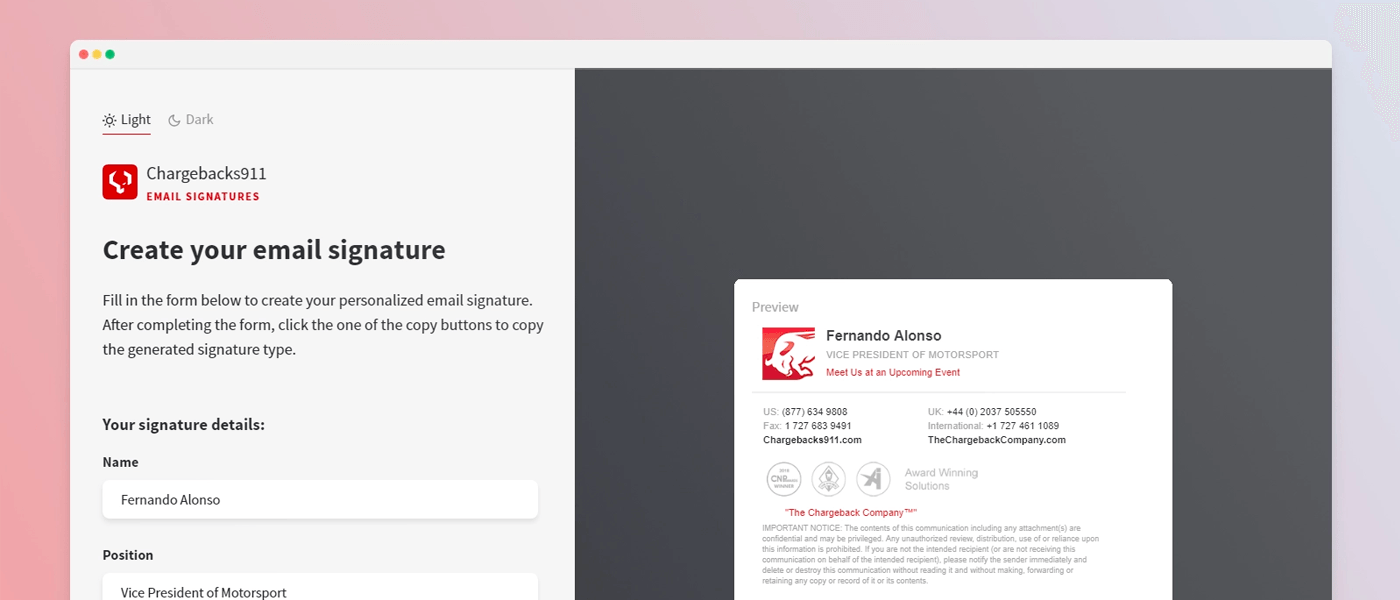 Light
Dark
Chargebacks911
EMAIL SIGNATURES
Create your email signature
Fill in the form below to create your personalized email signature.
After completing the form, click the one of the copy buttons to copy
the generated signature type.
Your signature details:
Name
Fernando Alonso
Position
Vice President of Motorsport
Preview
Fernando Alonso
VICE PRESIDENT OF MOTORSPORT
Meet Us at an Upcoming Event
US: (877) 634 9808
UK: +44 (0) 2037 505550
Fax: 1 727 683 9491
International: +1 727 461 1089
Chargebacks911.com
TheChargebackCompany.com
CNP
WINNER
Award Winning
Solutions
"The Chargeback Company™"
IMPORTANT NOTICE: The contents of this communication including any attachment(s) are
confidential and may be privileged. Any unauthorized review, distribution, use of or reliance upon
this information is prohibited. If you are not the intended recipient (or are not receiving this
communication on behalf of the intended recipient), please notify the sender immediately and
delete or destroy this communication without reading it and without making, forwarding or
retaining any copy or record of it or its contents.